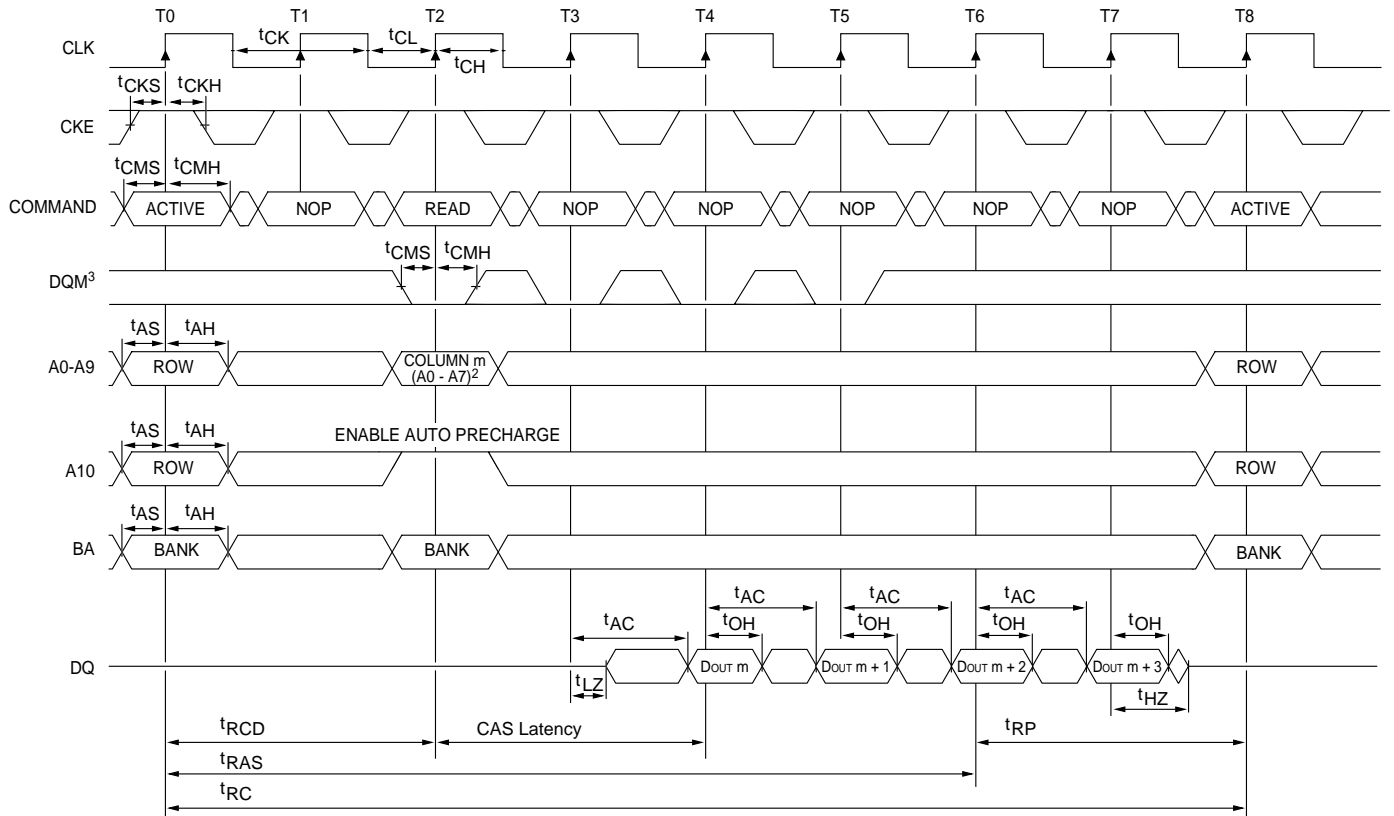 T0 T1 T2 T3 T4 T5 T6 T7 T8
CLK tCK tCL tCH
tCKS tCKH
CKE
tCMS tCMH
COMMAND ACTIVE NOP READ NOP NOP NOP NOP NOP ACTIVE
tCMS tCMH
DQM3
tAS tAH
A0-A9 ROW COLUMN m ROW
(A0 - A7)2
ENABLE AUTO PRECHARGE
tAS tAH
A10 ROW ROW
tAS tAH
BA BANK BANK BANK
tAC tAC tAC
tAC tOH tOH tOH tOH
DQ DOUT m DOUT m + 1 DOUT m + 2 DOUT m + 3
tLZ tHZ
tRCD CAS Latency tRP
tRAS
tRC